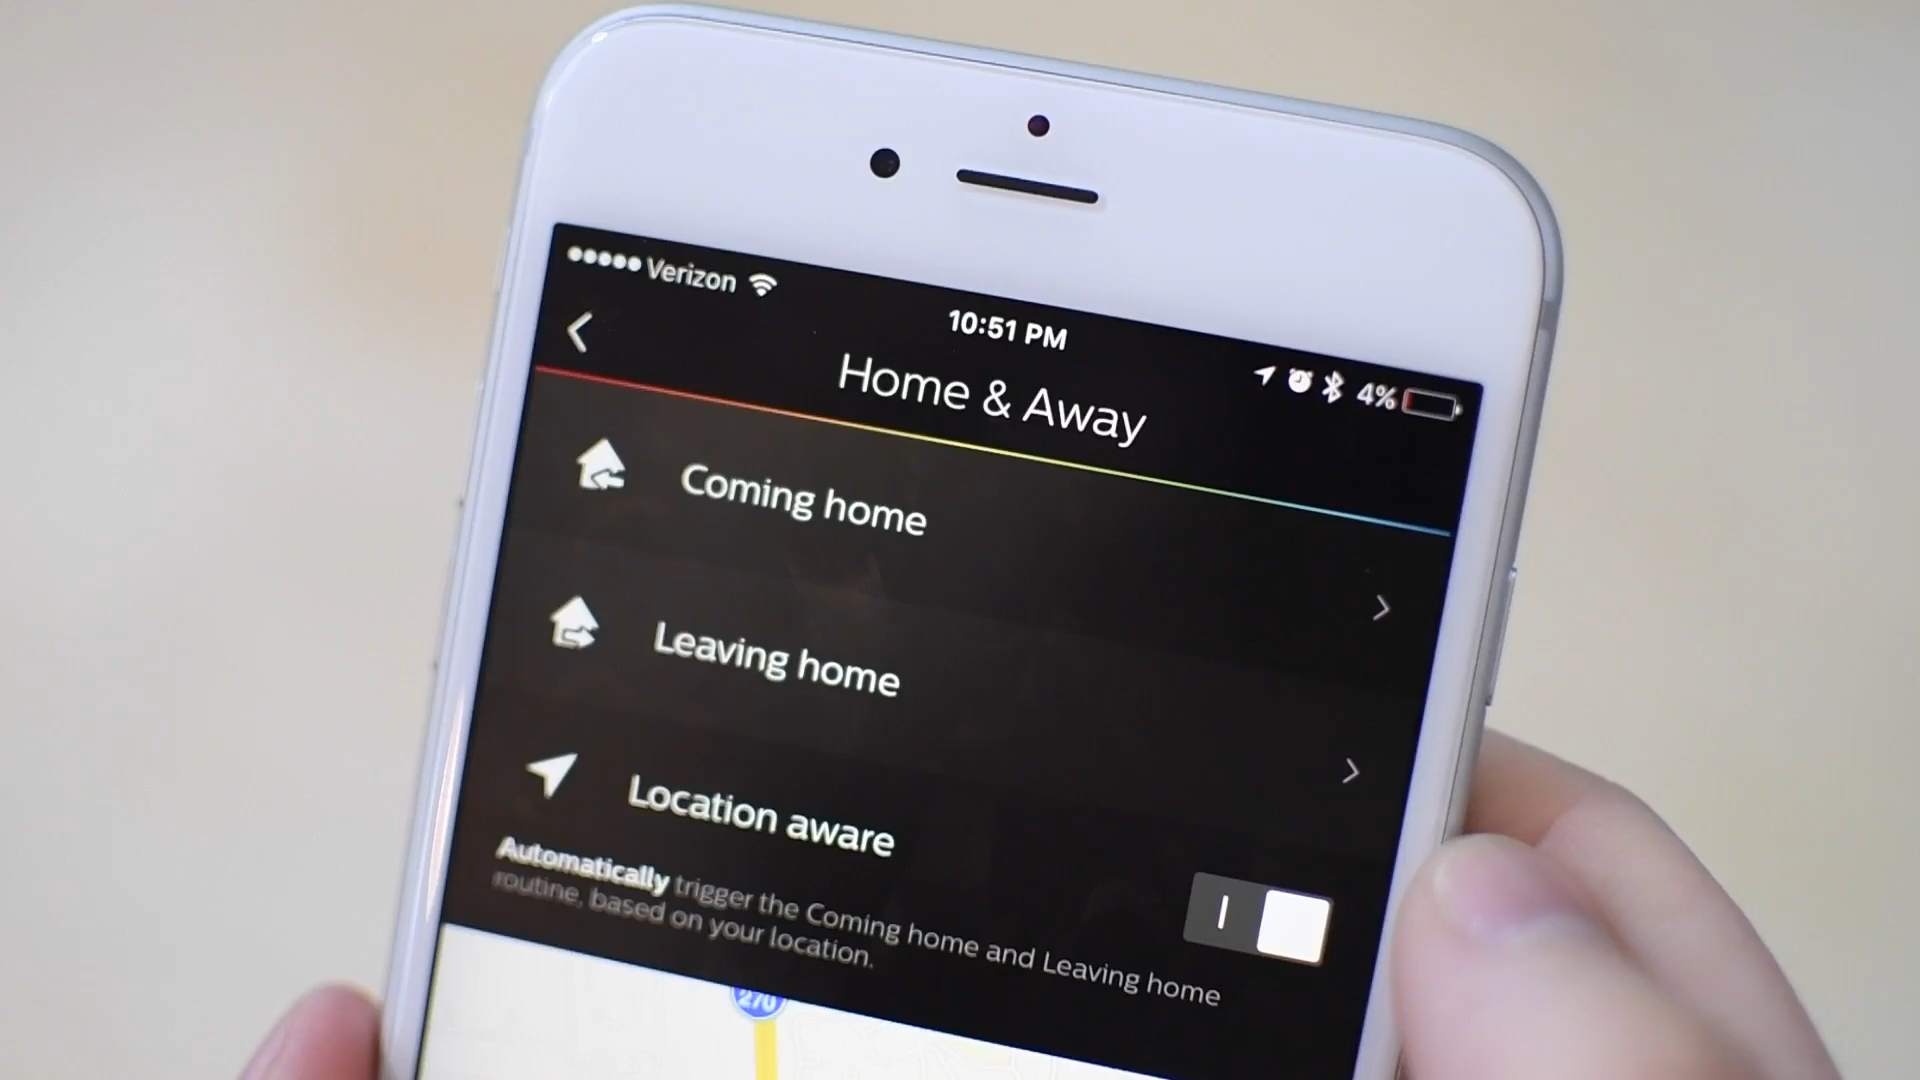 Verizon
10:51 PM
4%
Home & Away
Coming home
Leaving home
Location aware
Automatically trigger the Coming home and Leaving home
routine, based on your location.
270